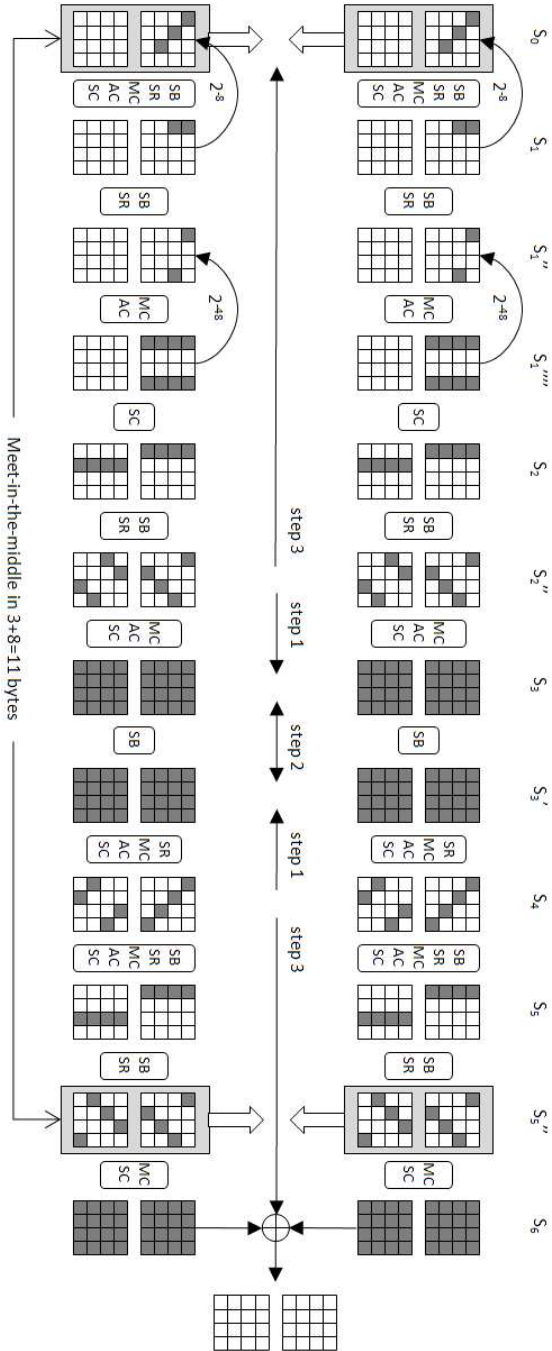 S₀ S₁ S₁'' S₁'''' S₂ S₂'' S₃ S₃' S₄ S₅ S₅'' S₆
2⁻⁸ 2⁻⁴⁸
SB
SR
MC
AC
SC
SB
SR
MC
AC
SC
SB
SR
MC
AC
SC
SB
SR
MC
AC
SC
SB
SR
MC
AC
SC
SB
SR
MC
SC
step 3 step 1 step 2 step 1 step 3
2⁻⁸ 2⁻⁴⁸
SB
SR
MC
AC
SC
SB
SR
MC
AC
SC
SB
SR
MC
AC
SC
SB
SR
MC
AC
SC
SB
SR
MC
AC
SC
SB
SR
MC
SC
Meet-in-the-middle in 3+8=11 bytes